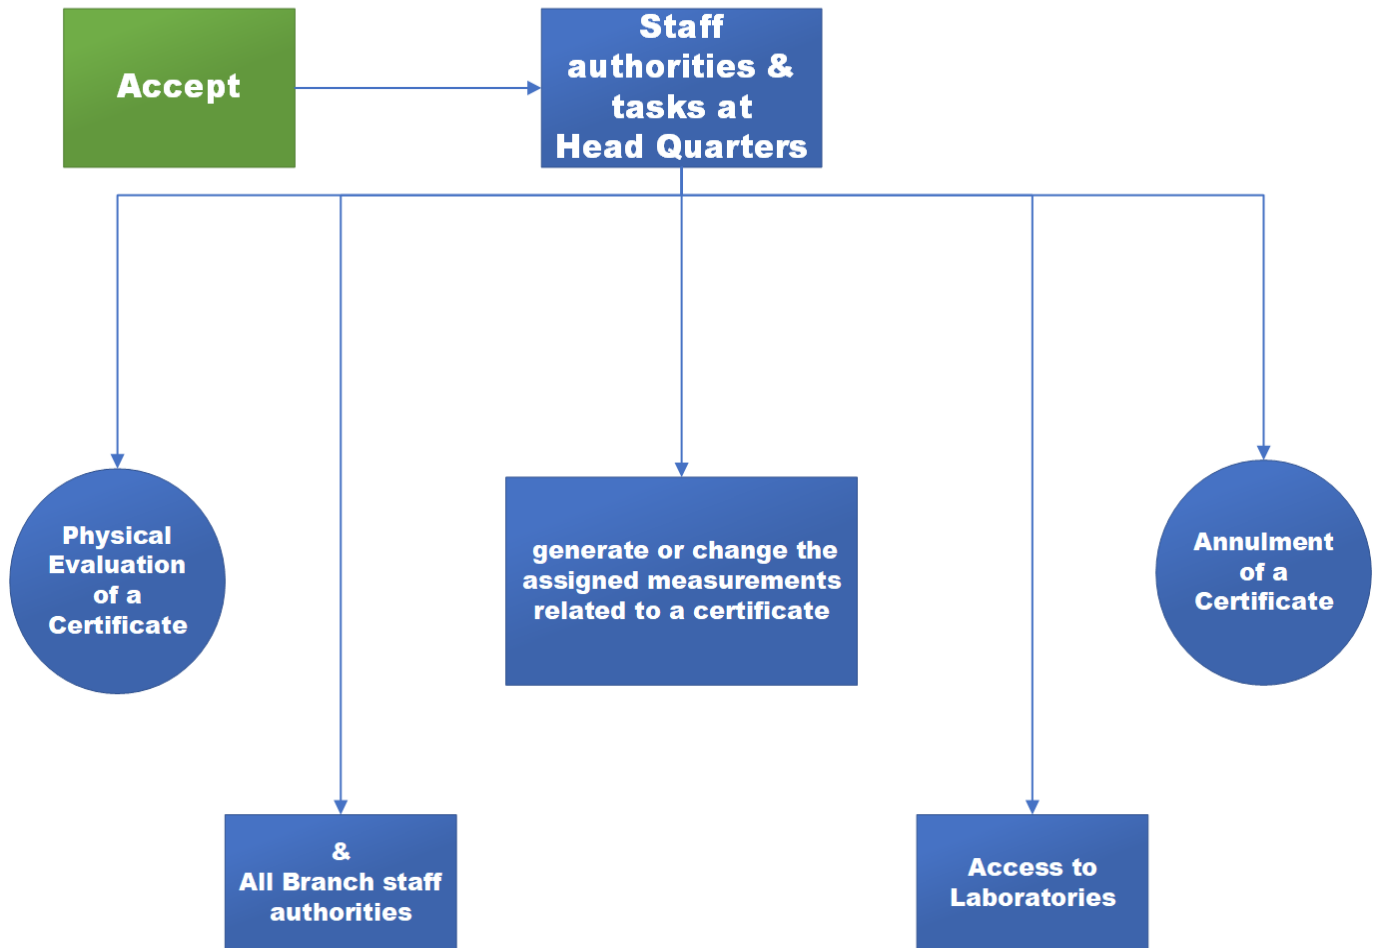 Accept
Staff
authorities &
tasks at
Head Quarters
Physical
Evaluation
of a
Certificate
generate or change the
assigned measurements
related to a certificate
Annulment
of a
Certificate
&
All Branch staff
authorities
Access to
Laboratories